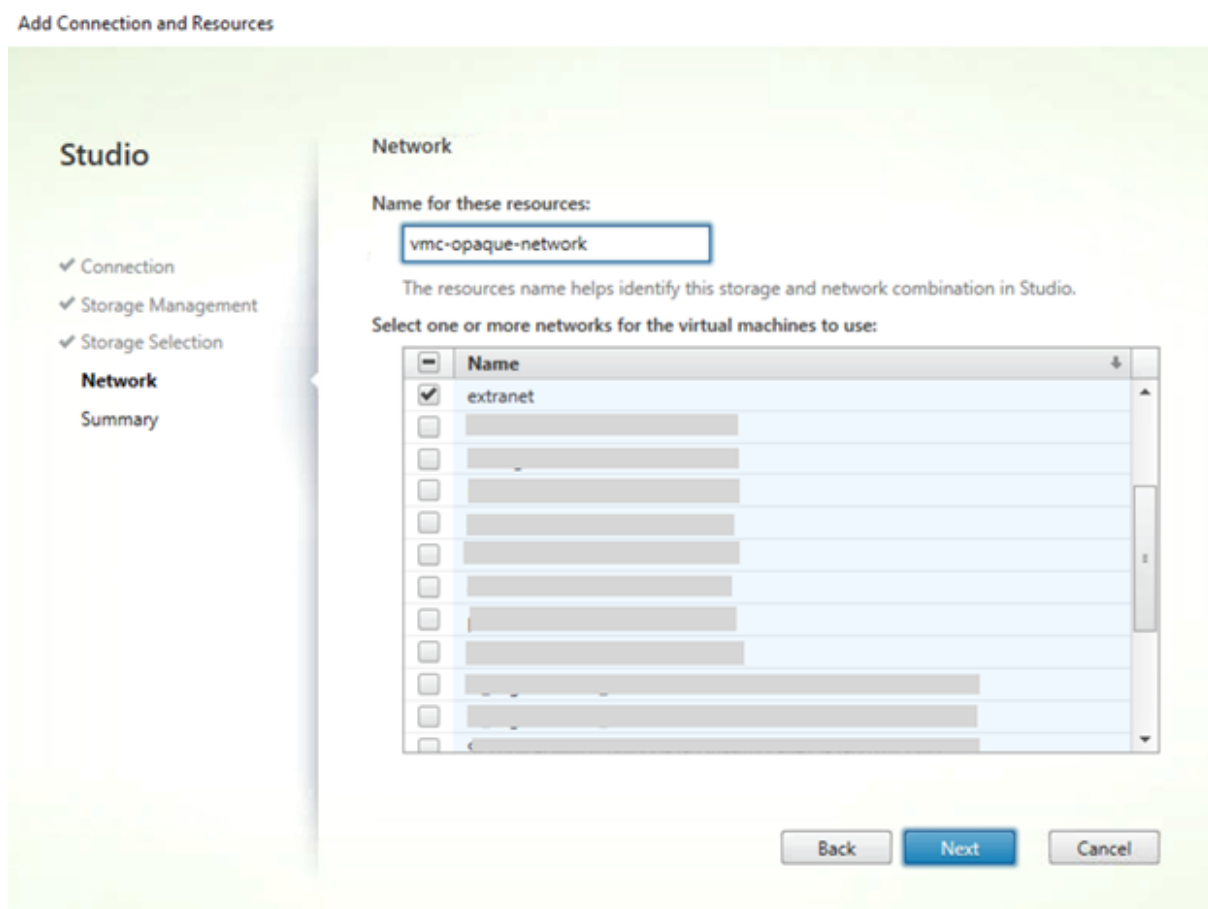 Add Connection and Resources
Studio
Connection
Storage Management
Storage Selection
Network
Summary
Network
Name for these resources:
vmc-opaque-network
The resources name helps identify this storage and network combination in Studio.
Select one or more networks for the virtual machines to use:
Name
extranet
Back
Next
Cancel